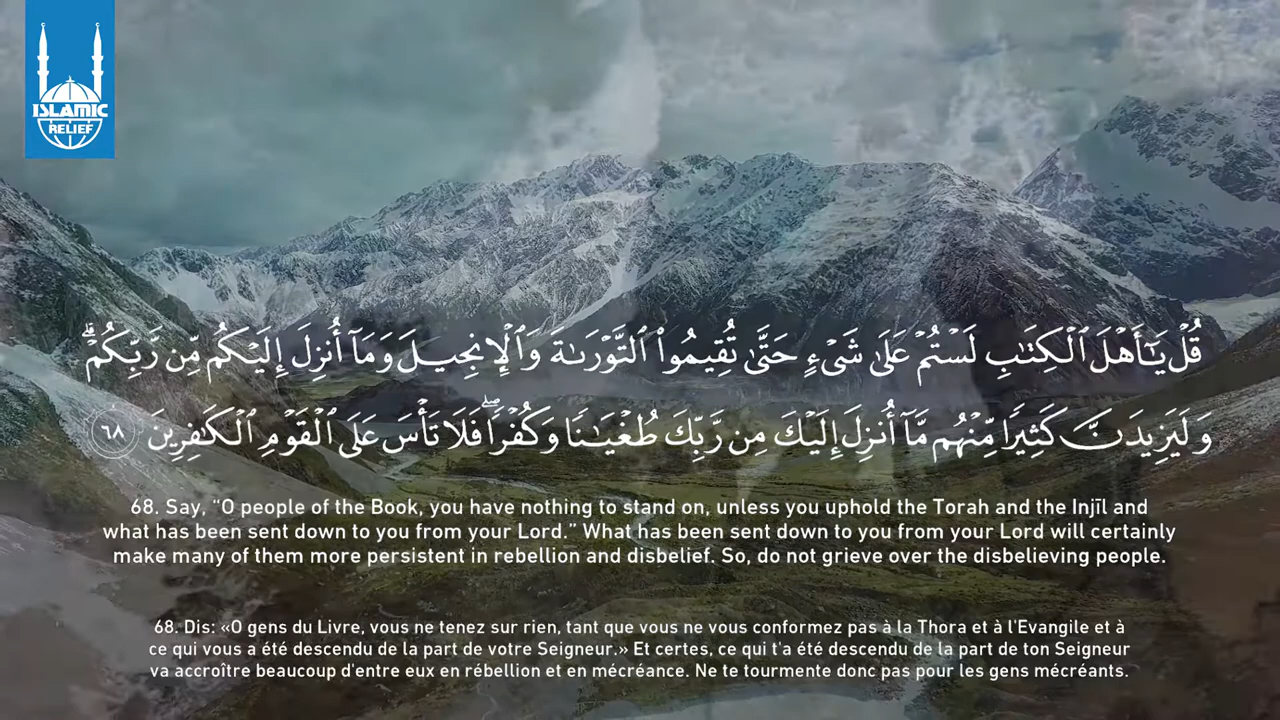 ISLAMIC
RELIEF
قُلْ يَـٰٓأَهْلَ ٱلْكِتَـٰبِ لَسْتُمْ عَلَىٰ شَىْءٍ حَتَّىٰ تُقِيمُوا۟ ٱلتَّوْرَىٰةَ وَٱلْإِنجِيلَ وَمَآ أُنزِلَ إِلَيْكُم مِّن رَّبِّكُمْ ۗ
وَلَيَزِيدَنَّ كَثِيرًا مِّنْهُم مَّآ أُنزِلَ إِلَيْكَ مِن رَّبِّكَ طُغْيَـٰنًا وَكُفْرًا ۖ فَلَا تَأْسَ عَلَى ٱلْقَوْمِ ٱلْكَـٰفِرِينَ ٦٨
68. Say, “O people of the Book, you have nothing to stand on, unless you uphold the Torah and the Injīl and
what has been sent down to you from your Lord.” What has been sent down to you from your Lord will certainly
make many of them more persistent in rebellion and disbelief. So, do not grieve over the disbelieving people.
68. Dis: «O gens du Livre, vous ne tenez sur rien, tant que vous ne vous conformez pas à la Thora et à l'Evangile et à
ce qui vous a été descendu de la part de votre Seigneur.» Et certes, ce qui t'a été descendu de la part de ton Seigneur
va accroître beaucoup d'entre eux en rébellion et en mécréance. Ne te tourmente donc pas pour les gens mécréants.